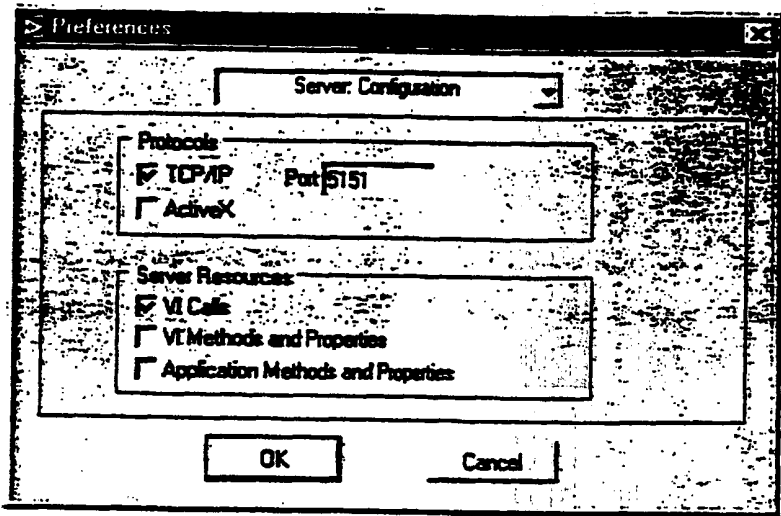 Preferences
Server: Configuration
Protocols
TCP/IP Port 5151
ActiveX
Server Resources
VI Calls
VI Methods and Properties
Application Methods and Properties
OK Cancel